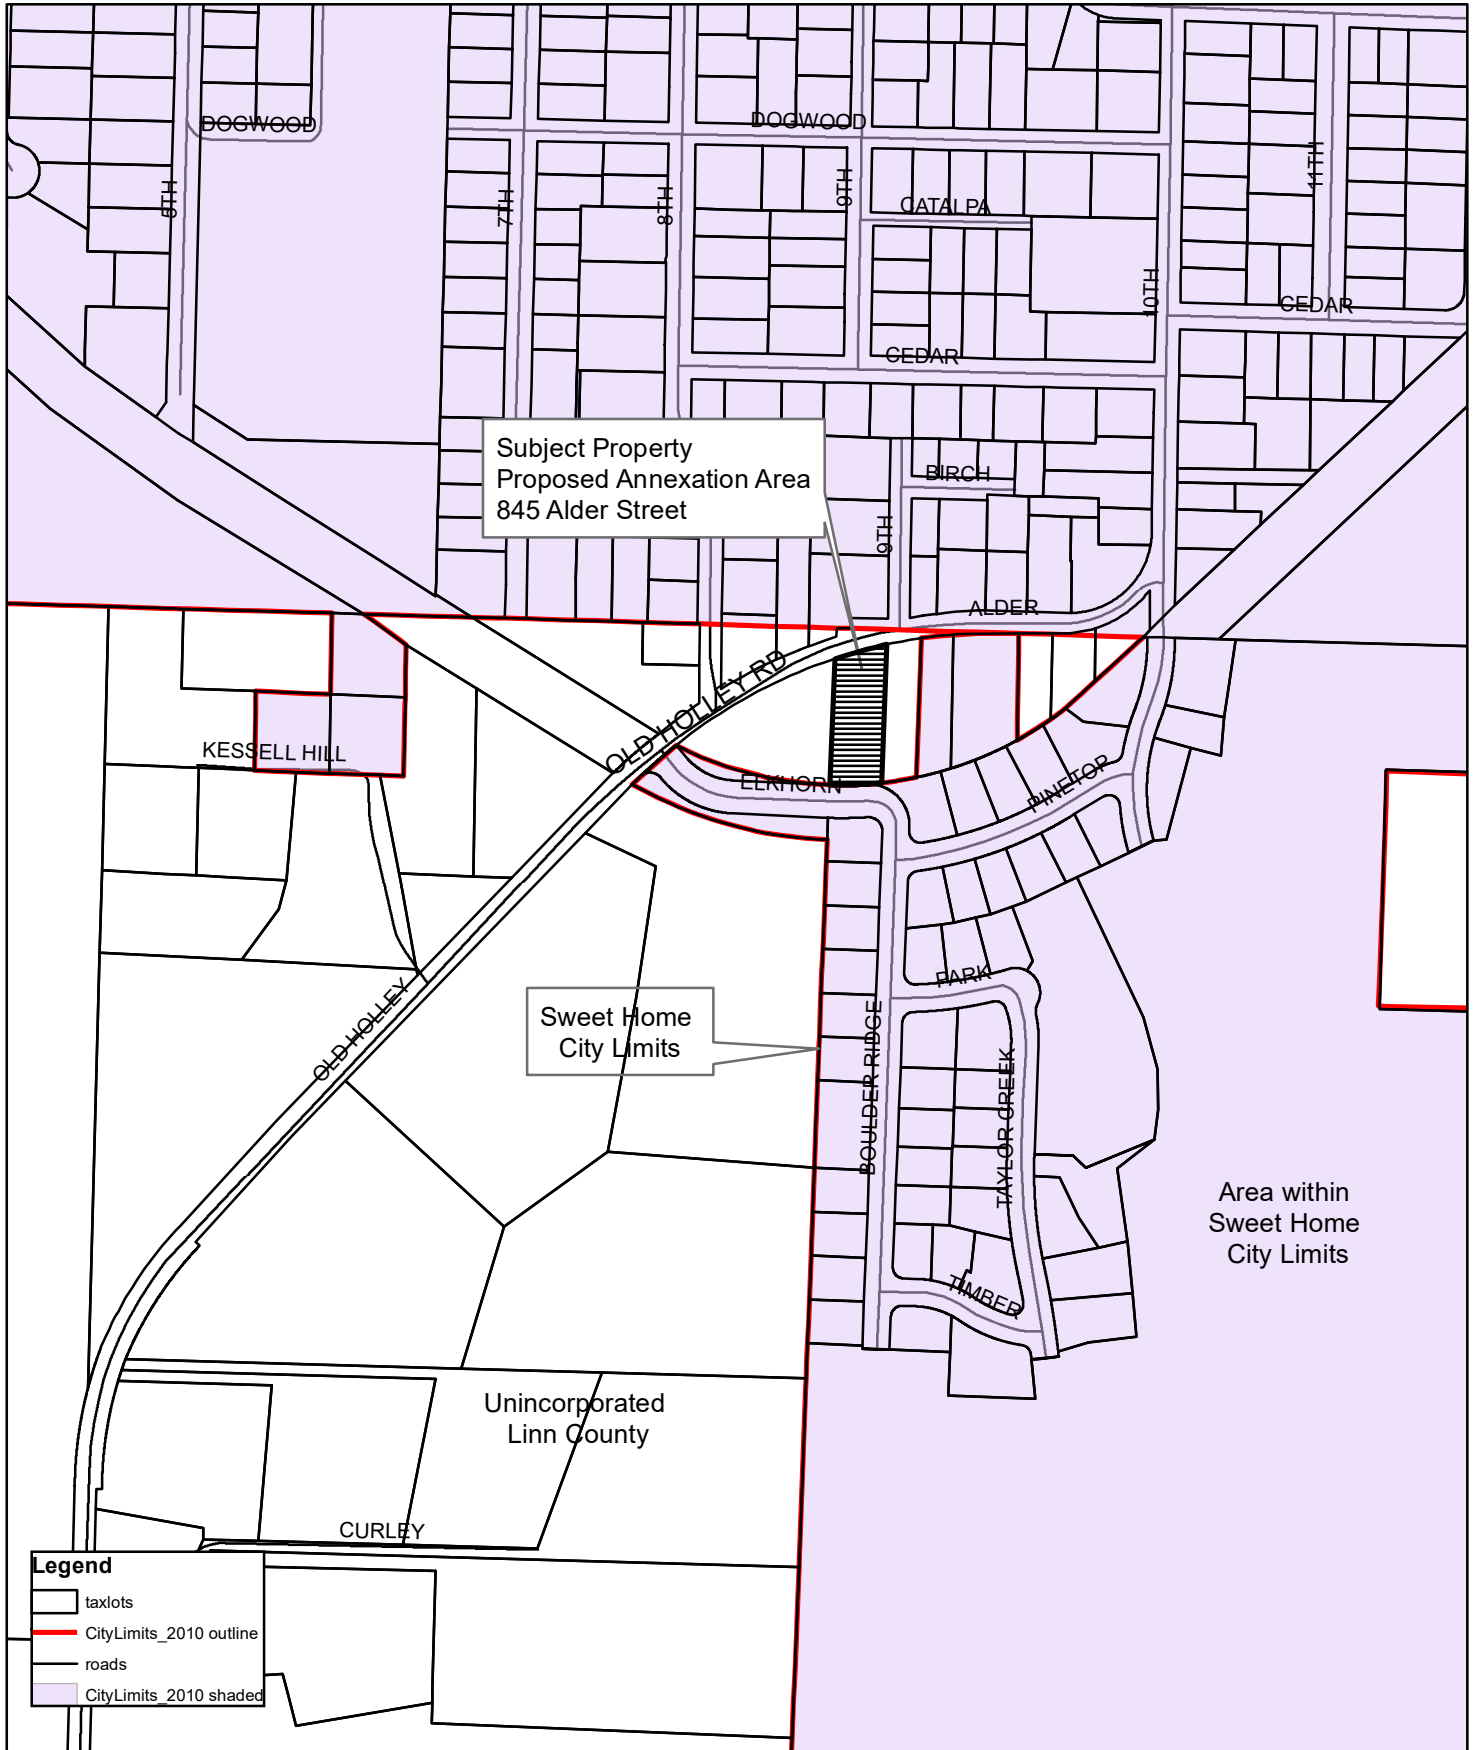 DOGWOOD
DOGWOOD
5TH
7TH
8TH
9TH
11TH
CATALPA
10TH
CEDAR
CEDAR
Subject Property
Proposed Annexation Area
845 Alder Street
BIRCH
9TH
ALDER
OLD HOLLEY RD
KESSELL HILL
ELKHORN
PINETOP
PARK
OLD HOLLEY
Sweet Home
City Limits
BOULDER RIDGE
TAYLOR CREEK
Area within
Sweet Home
City Limits
TIMBER
Unincorporated
Linn County
CURLEY
Legend
taxlots
CityLimits_2010 outline
roads
CityLimits_2010 shaded